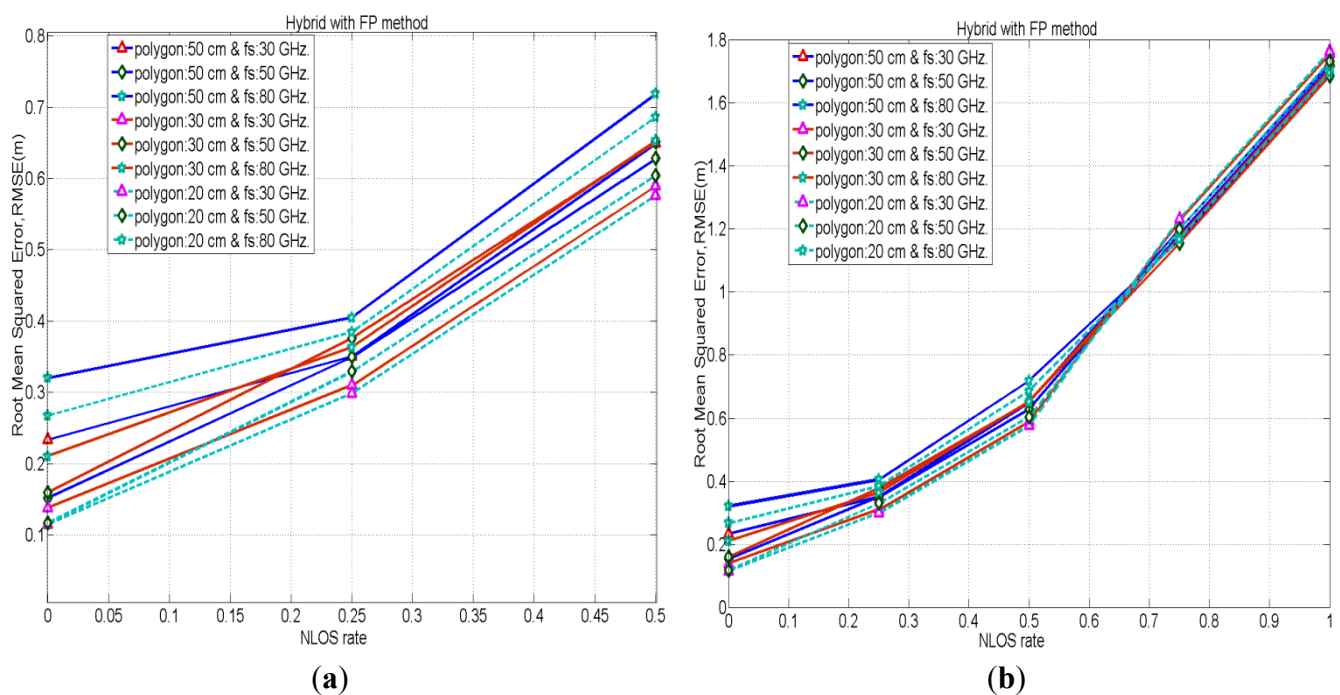 Hybrid with FP method
0.8
0.7
0.6
0.5
0.4
0.3
0.2
0.1
Root Mean Squared Error,RMSE(m)
polygon:50 cm & fs:30 GHz.
polygon:50 cm & fs:50 GHz.
polygon:50 cm & fs:80 GHz.
polygon:30 cm & fs:30 GHz.
polygon:30 cm & fs:50 GHz.
polygon:30 cm & fs:80 GHz.
polygon:20 cm & fs:30 GHz.
polygon:20 cm & fs:50 GHz.
polygon:20 cm & fs:80 GHz.
0 0.05 0.1 0.15 0.2 0.25 0.3 0.35 0.4 0.45 0.5
NLOS rate
(a)
Hybrid with FP method
1.8
1.6
1.4
1.2
1
0.8
0.6
0.4
0.2
0
Root Mean Squared Error,RMSE(m)
polygon:50 cm & fs:30 GHz.
polygon:50 cm & fs:50 GHz.
polygon:50 cm & fs:80 GHz.
polygon:30 cm & fs:30 GHz.
polygon:30 cm & fs:50 GHz.
polygon:30 cm & fs:80 GHz.
polygon:20 cm & fs:30 GHz.
polygon:20 cm & fs:50 GHz.
polygon:20 cm & fs:80 GHz.
0 0.1 0.2 0.3 0.4 0.5 0.6 0.7 0.8 0.9 1
NLOS rate
(b)